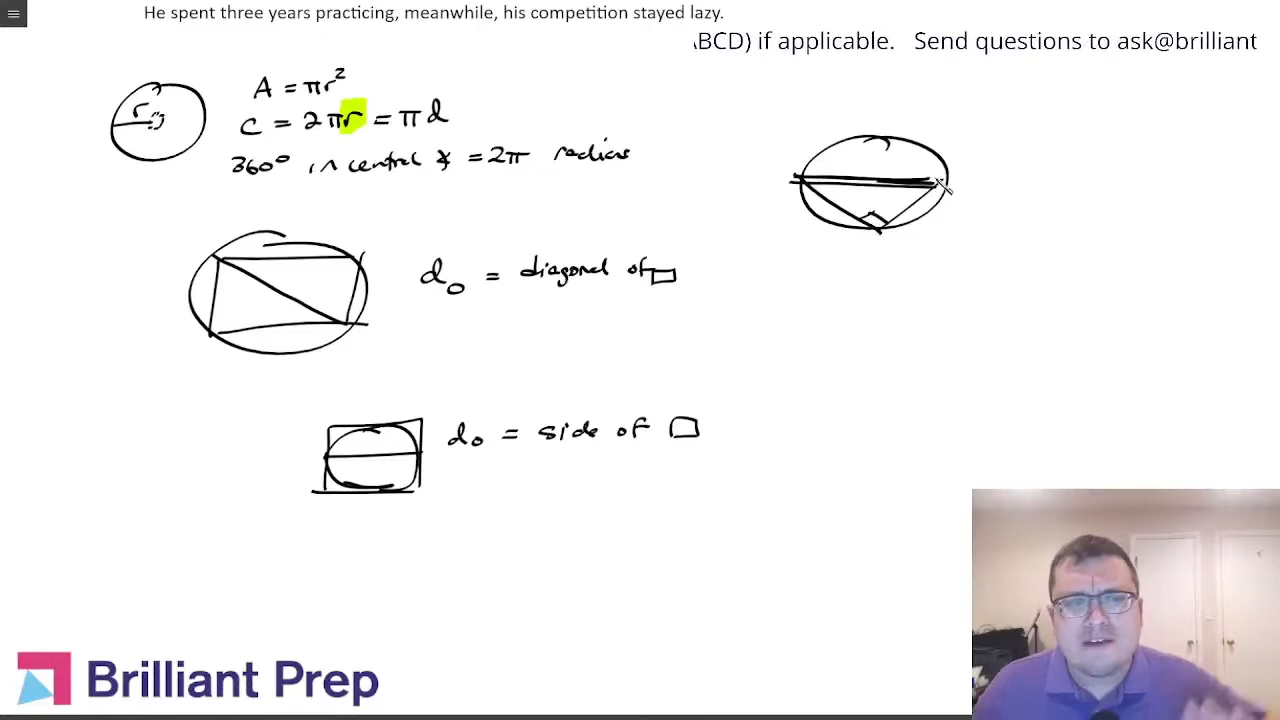 He spent three years practicing, meanwhile, his competition stayed lazy.
ABCD) if applicable. Send questions to ask@brilliant
r
A = πr²
C = 2πr = πd
360° in central ∡ = 2π radians
d○ = diagonal of ▭
d○ = side of □
Brilliant Prep